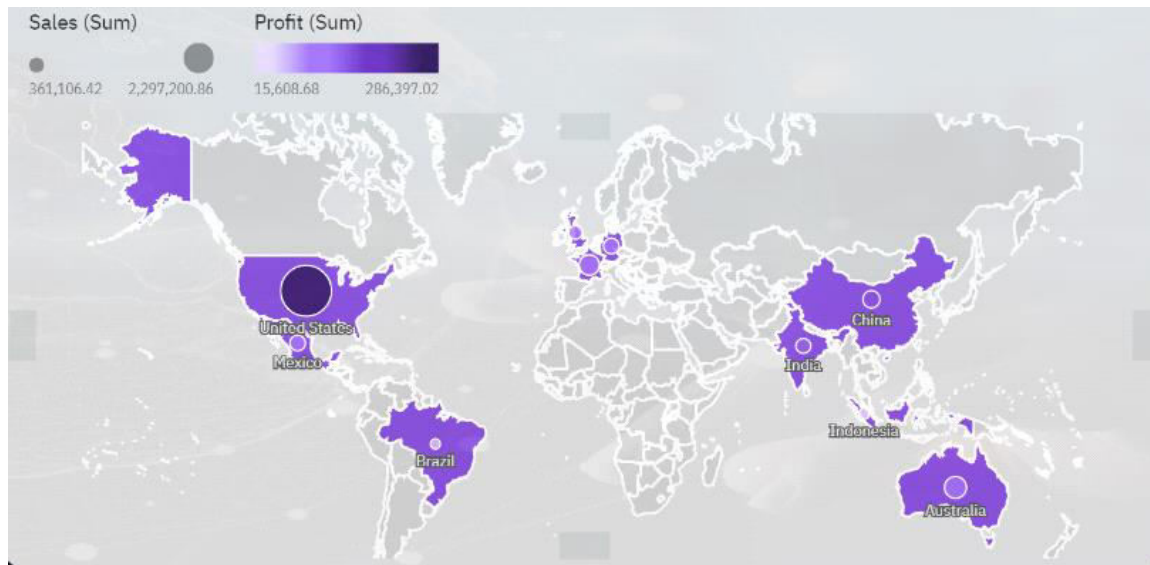 Sales (Sum)
Profit (Sum)
361,106.42
2,297,200.86
15,608.68
286,397.02
United States
Mexico
Brazil
China
India
Indonesia
Australia